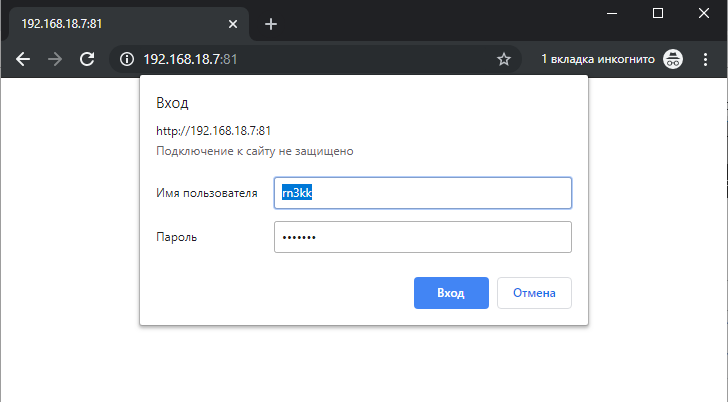 192.168.18.7:81
192.168.18.7:81
1 вкладка инкогнито
Вход
http://192.168.18.7:81
Подключение к сайту не защищено
Имя пользователя rn3kk
Пароль •••••••
Вход Отмена